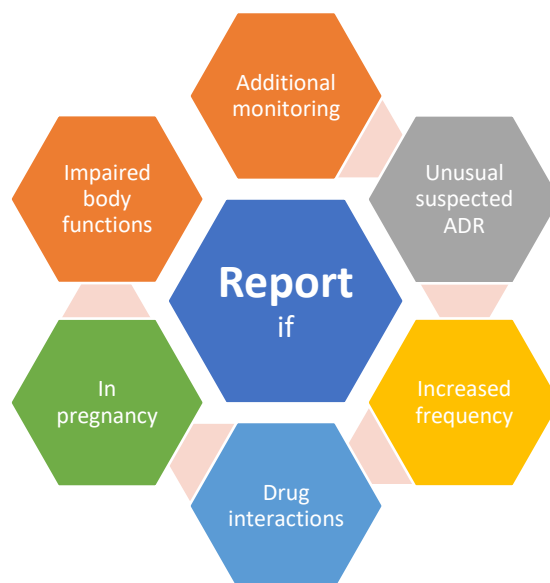 Additional
monitoring
Unusual
suspected
ADR
Increased
frequency
Drug
interactions
In
pregnancy
Impaired
body
functions
Report
if